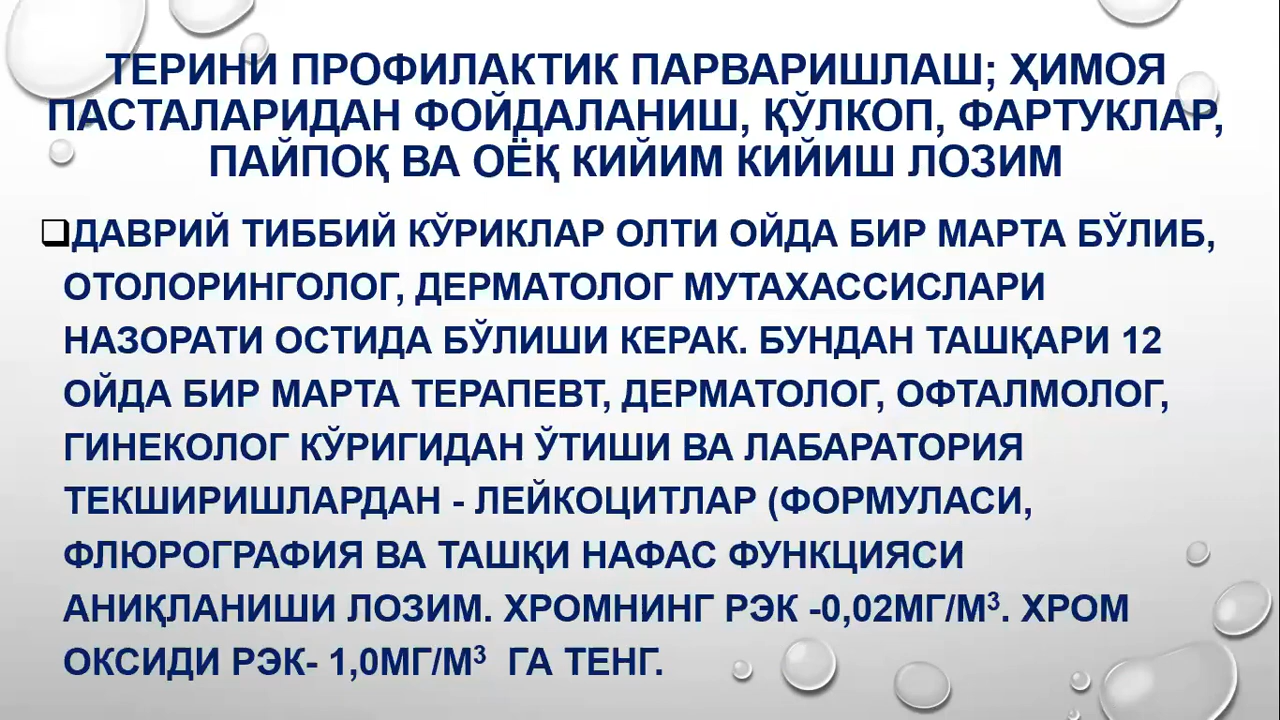 ТЕРИНИ ПРОФИЛАКТИК ПАРВАРИШЛАШ; ҲИМОЯ
ПАСТАЛАРИДАН ФОЙДАЛАНИШ, ҚЎЛКОП, ФАРТУКЛАР,
ПАЙПОҚ ВА ОЁҚ КИЙИМ КИЙИШ ЛОЗИМ
❑ДАВРИЙ ТИББИЙ КЎРИКЛАР ОЛТИ ОЙДА БИР МАРТА БЎЛИБ,
ОТОЛОРИНГОЛОГ, ДЕРМАТОЛОГ МУТАХАССИСЛАРИ
НАЗОРАТИ ОСТИДА БЎЛИШИ КЕРАК. БУНДАН ТАШҚАРИ 12
ОЙДА БИР МАРТА ТЕРАПЕВТ, ДЕРМАТОЛОГ, ОФТАЛМОЛОГ,
ГИНЕКОЛОГ КЎРИГИДАН ЎТИШИ ВА ЛАБАРАТОРИЯ
ТЕКШИРИШЛАРДАН - ЛЕЙКОЦИТЛАР (ФОРМУЛАСИ,
ФЛЮРОГРАФИЯ ВА ТАШҚИ НАФАС ФУНКЦИЯСИ
АНИҚЛАНИШИ ЛОЗИМ. ХРОМНИНГ РЭК -0,02МГ/М³. ХРОМ
ОКСИДИ РЭК- 1,0МГ/М³ ГА ТЕНГ.